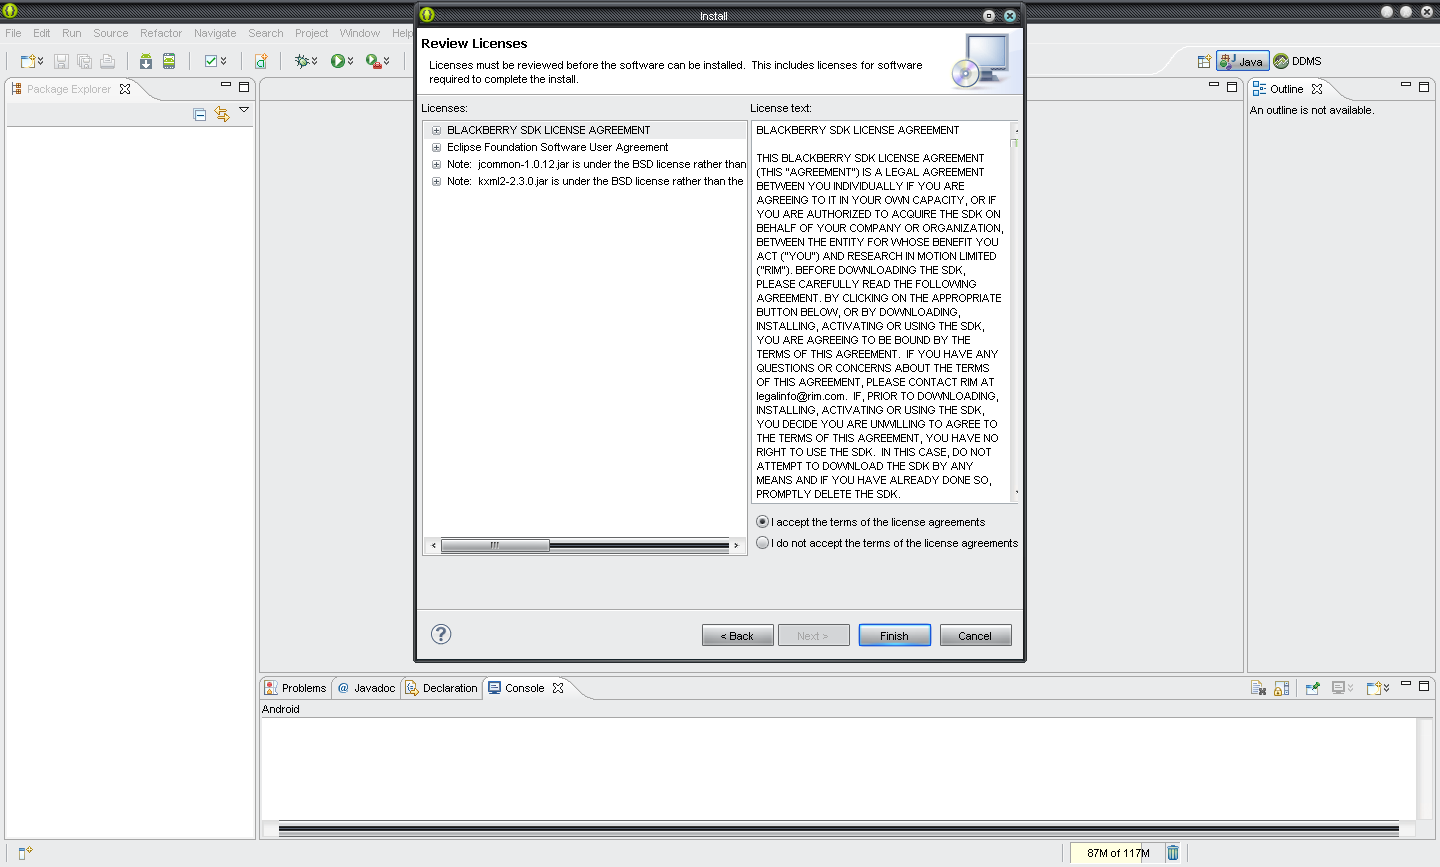 Install
File Edit Run Source Refactor Navigate Search Project Window Help
Review Licenses
Licenses must be reviewed before the software can be installed. This includes licenses for software
required to complete the install.
Java
DDMS
Package Explorer
Outline
An outline is not available.
Licenses:
BLACKBERRY SDK LICENSE AGREEMENT
Eclipse Foundation Software User Agreement
Note: jcommon-1.0.12.jar is under the BSD license rather than
Note: kxml2-2.3.0.jar is under the BSD license rather than the
License text:
BLACKBERRY SDK LICENSE AGREEMENT
THIS BLACKBERRY SDK LICENSE AGREEMENT
(THIS "AGREEMENT") IS A LEGAL AGREEMENT
BETWEEN YOU INDIVIDUALLY IF YOU ARE
AGREEING TO IT IN YOUR OWN CAPACITY, OR IF
YOU ARE AUTHORIZED TO ACQUIRE THE SDK ON
BEHALF OF YOUR COMPANY OR ORGANIZATION,
BETWEEN THE ENTITY FOR WHOSE BENEFIT YOU
ACT ("YOU") AND RESEARCH IN MOTION LIMITED
("RIM"). BEFORE DOWNLOADING THE SDK,
PLEASE CAREFULLY READ THE FOLLOWING
AGREEMENT. BY CLICKING ON THE APPROPRIATE
BUTTON BELOW, OR BY DOWNLOADING,
INSTALLING, ACTIVATING OR USING THE SDK,
YOU ARE AGREEING TO BE BOUND BY THE
TERMS OF THIS AGREEMENT. IF YOU HAVE ANY
QUESTIONS OR CONCERNS ABOUT THE TERMS
OF THIS AGREEMENT, PLEASE CONTACT RIM AT
legalinfo@rim.com. IF, PRIOR TO DOWNLOADING,
INSTALLING, ACTIVATING OR USING THE SDK,
YOU DECIDE YOU ARE UNWILLING TO AGREE TO
THE TERMS OF THIS AGREEMENT, YOU HAVE NO
RIGHT TO USE THE SDK. IN THIS CASE, DO NOT
ATTEMPT TO DOWNLOAD THE SDK BY ANY
MEANS AND IF YOU HAVE ALREADY DONE SO,
PROMPTLY DELETE THE SDK.
I accept the terms of the license agreements
I do not accept the terms of the license agreements
< Back
Next >
Finish
Cancel
Problems
Javadoc
Declaration
Console
Android
87M of 117M